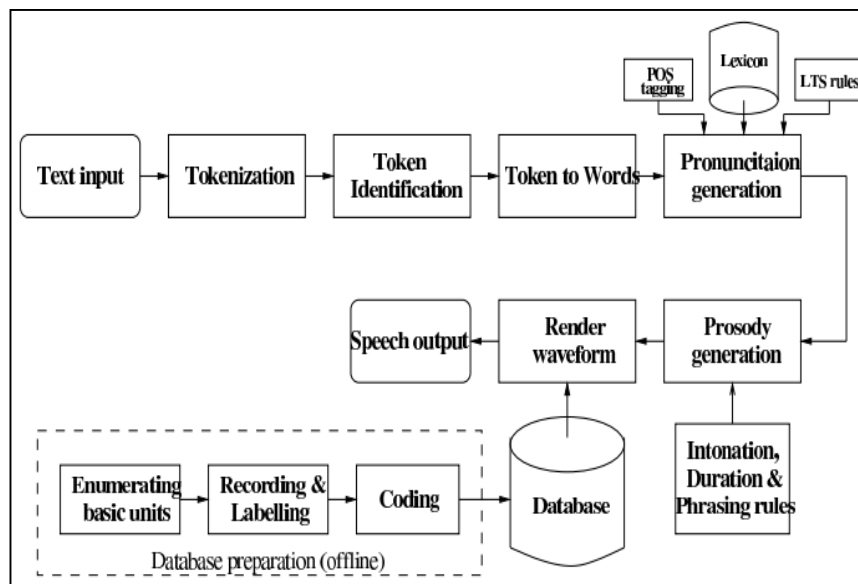 POS
tagging
Lexicon
LTS rules
Text input
Tokenization
Token
Identification
Token to Words
Pronuncitaion
generation
Speech output
Render
waveform
Prosody
generation
Enumerating
basic units
Recording &
Labelling
Coding
Database
Intonation,
Duration &
Phrasing rules
Database preparation (offline)